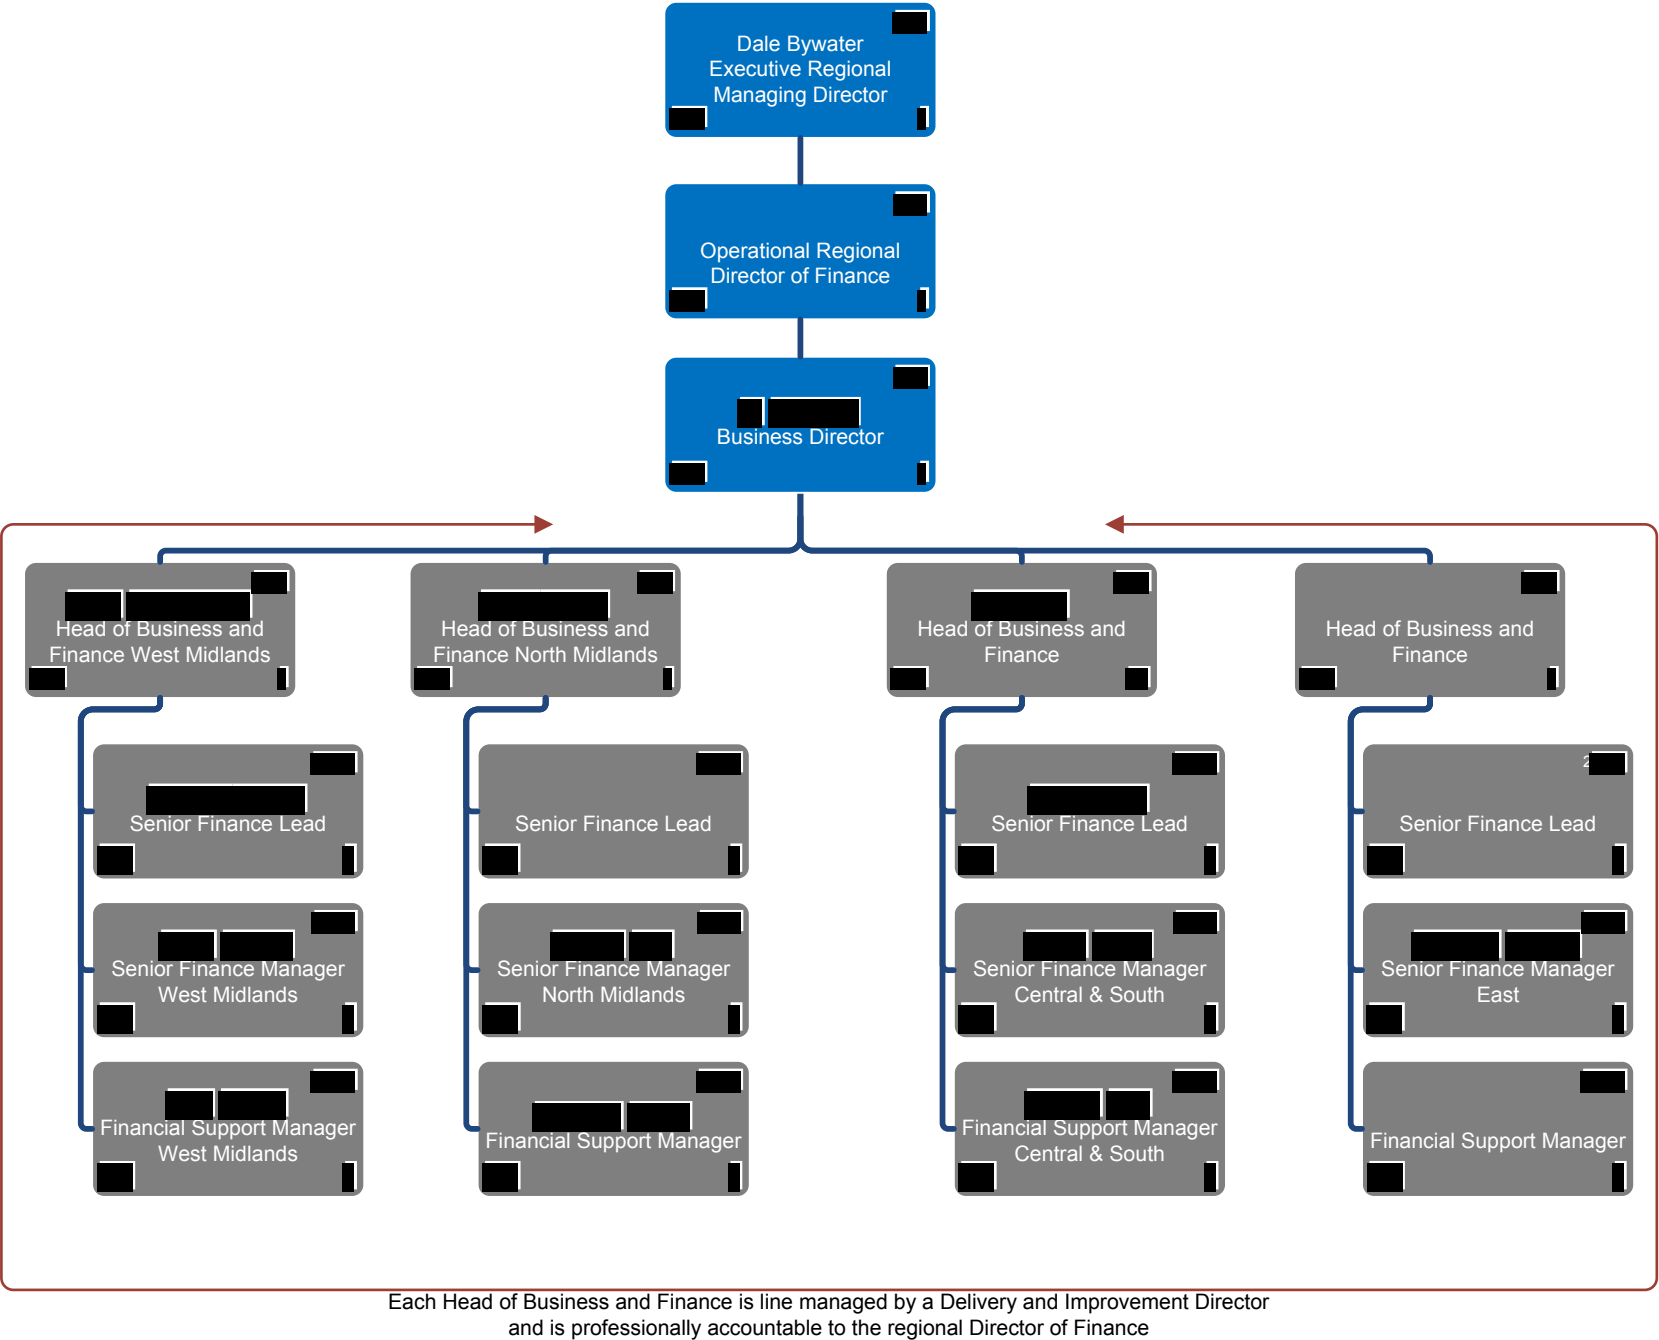 Dale Bywater
Executive Regional
Managing Director
Operational Regional
Director of Finance
Business Director
Head of Business and
Finance West Midlands
Head of Business and
Finance North Midlands
Head of Business and
Finance
Head of Business and
Finance
Senior Finance Lead
Senior Finance Lead
Senior Finance Lead
2
Senior Finance Lead
Senior Finance Manager
West Midlands
Senior Finance Manager
North Midlands
Senior Finance Manager
Central & South
Senior Finance Manager
East
Financial Support Manager
West Midlands
Financial Support Manager
Financial Support Manager
Central & South
Financial Support Manager
Each Head of Business and Finance is line managed by a Delivery and Improvement Director
and is professionally accountable to the regional Director of Finance